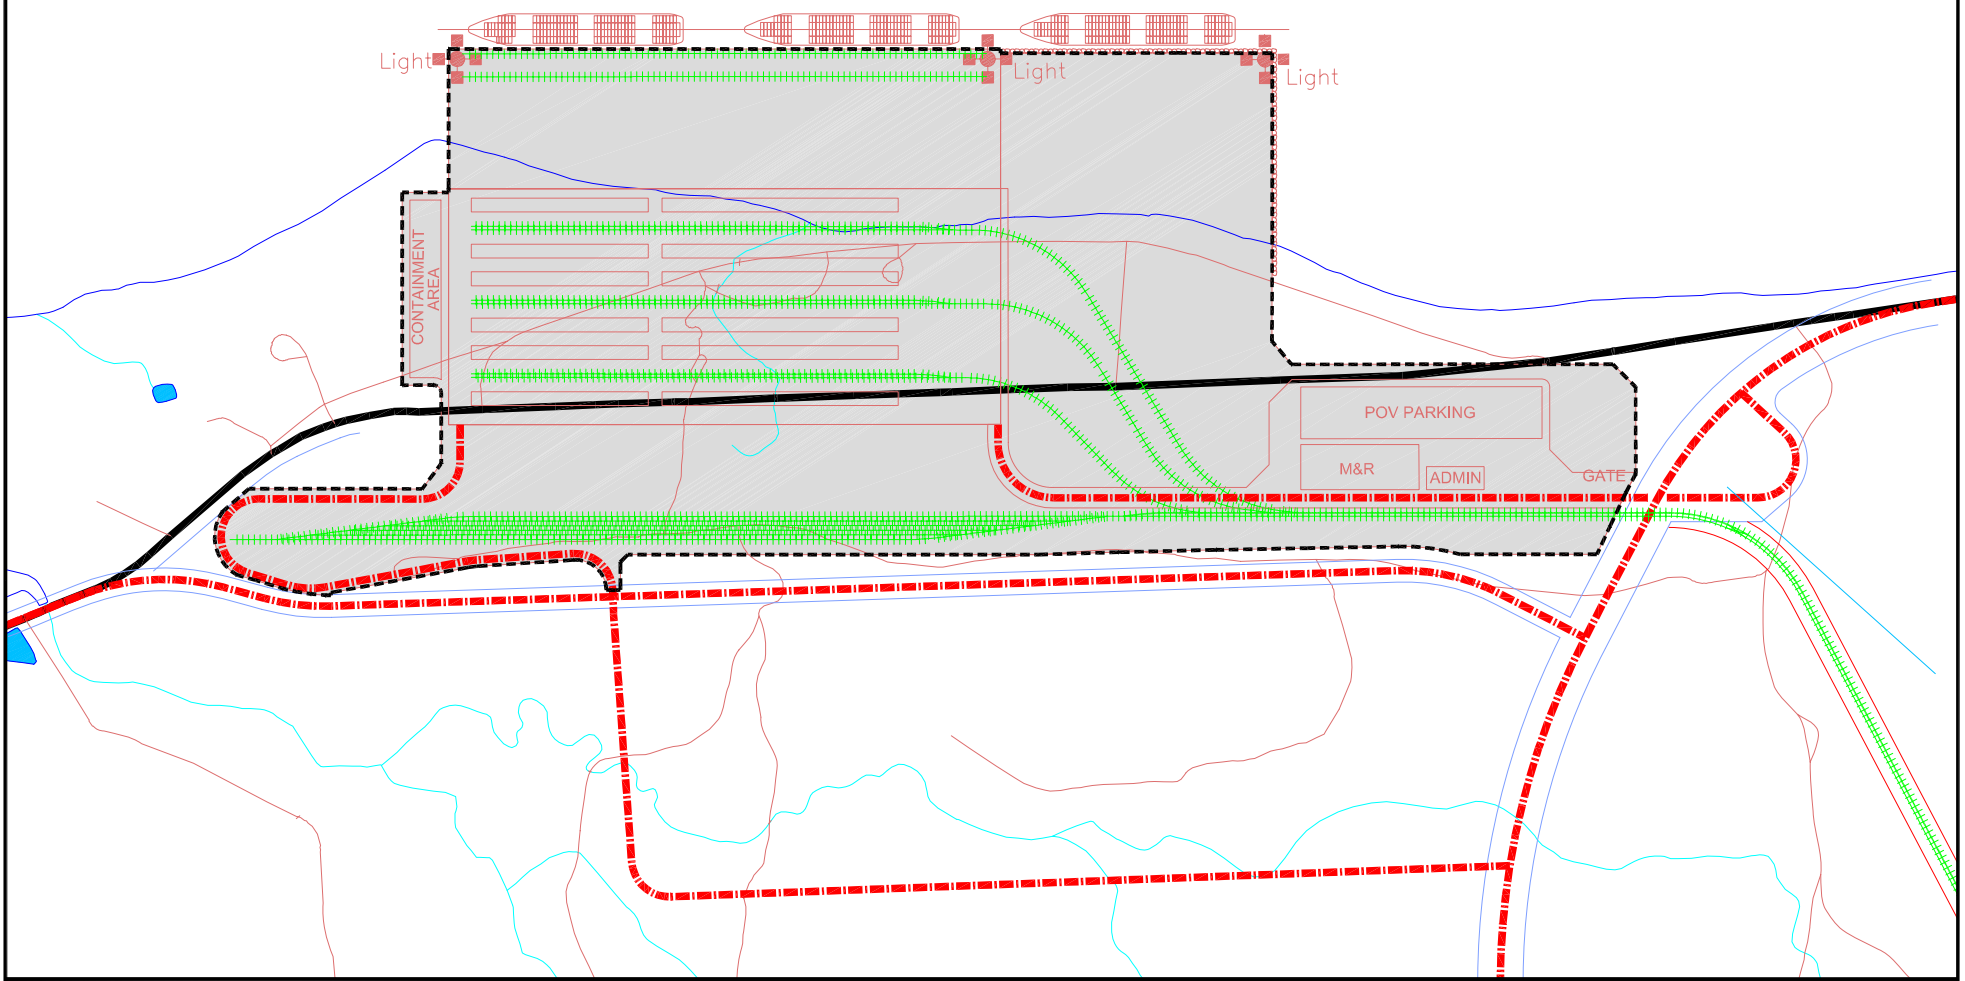 Light
Light
Light
CONTAINMENT
AREA
POV PARKING
M&R
ADMIN
GATE